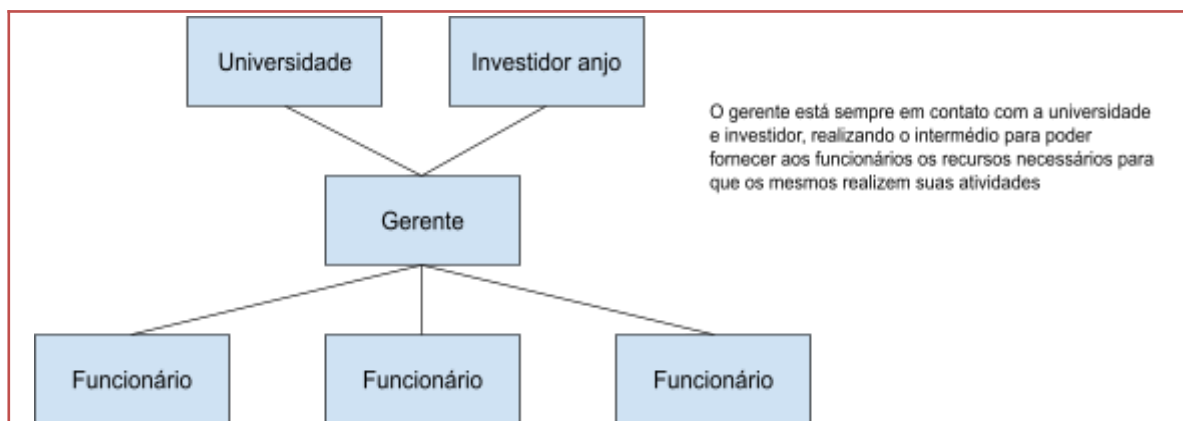 Universidade
Investidor anjo
O gerente está sempre em contato com a universidade
e investidor, realizando o intermédio para poder
fornecer aos funcionários os recursos necessários para
que os mesmos realizem suas atividades
Gerente
Funcionário
Funcionário
Funcionário